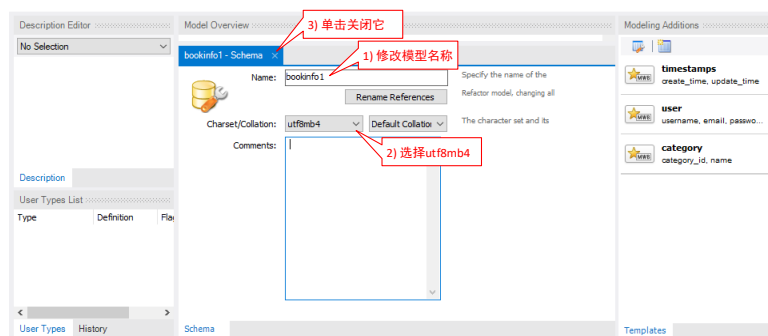 Description Editor
No Selection
Description
User Types List
Type Definition Flag
User Types History
Model Overview
3) 单击关闭它
bookinfo1 - Schema ×
1) 修改模型名称
Name: bookinfo1
Specify the name of the
Rename References
Refactor model, changing all
Charset/Collation: utf8mb4 Default Collation
The character set and its
2) 选择utf8mb4
Comments:
Schema
Modeling Additions
timestamps
create_time, update_time
user
username, email, passwo...
category
category_id, name
MWB
MWB
MWB
Templates